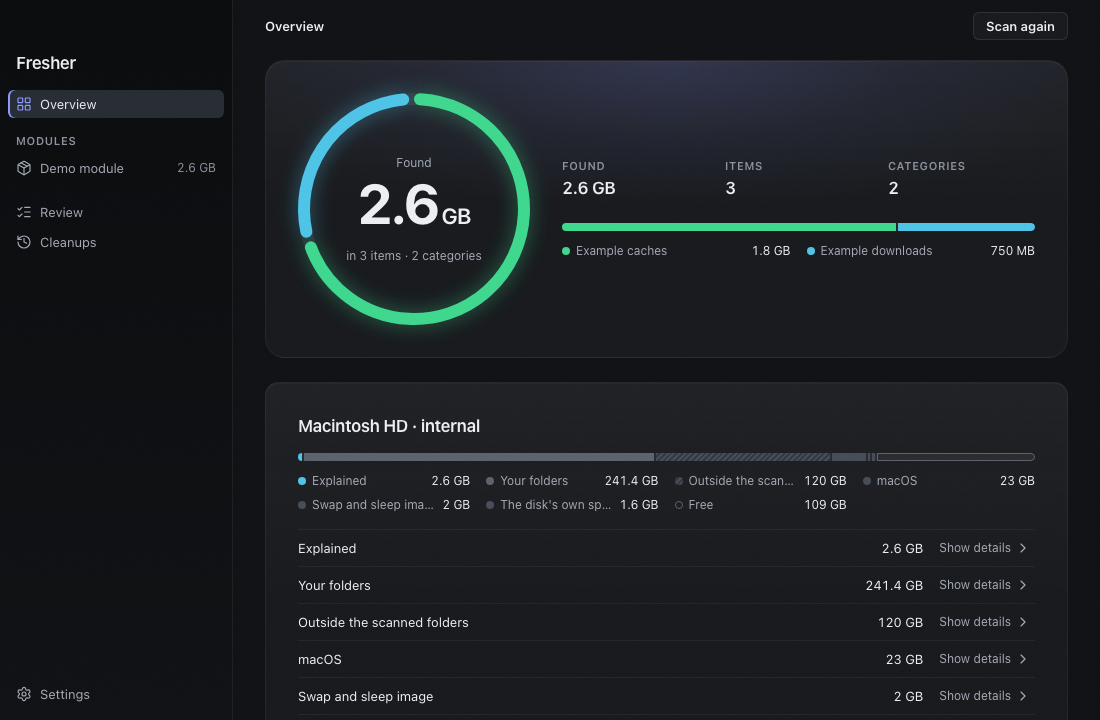 Fresher
Overview
MODULES
Demo module 2.6 GB
Review
Cleanups
Settings
Overview
Scan again
Found
2.6 GB
in 3 items · 2 categories
FOUND ITEMS CATEGORIES
2.6 GB 3 2
Example caches 1.8 GB Example downloads 750 MB
Macintosh HD · internal
Explained 2.6 GB Your folders 241.4 GB Outside the scan... 120 GB macOS 23 GB
Swap and sleep ima... 2 GB The disk's own sp... 1.6 GB Free 109 GB
Explained 2.6 GB Show details
Your folders 241.4 GB Show details
Outside the scanned folders 120 GB Show details
macOS 23 GB Show details
Swap and sleep image 2 GB Show details